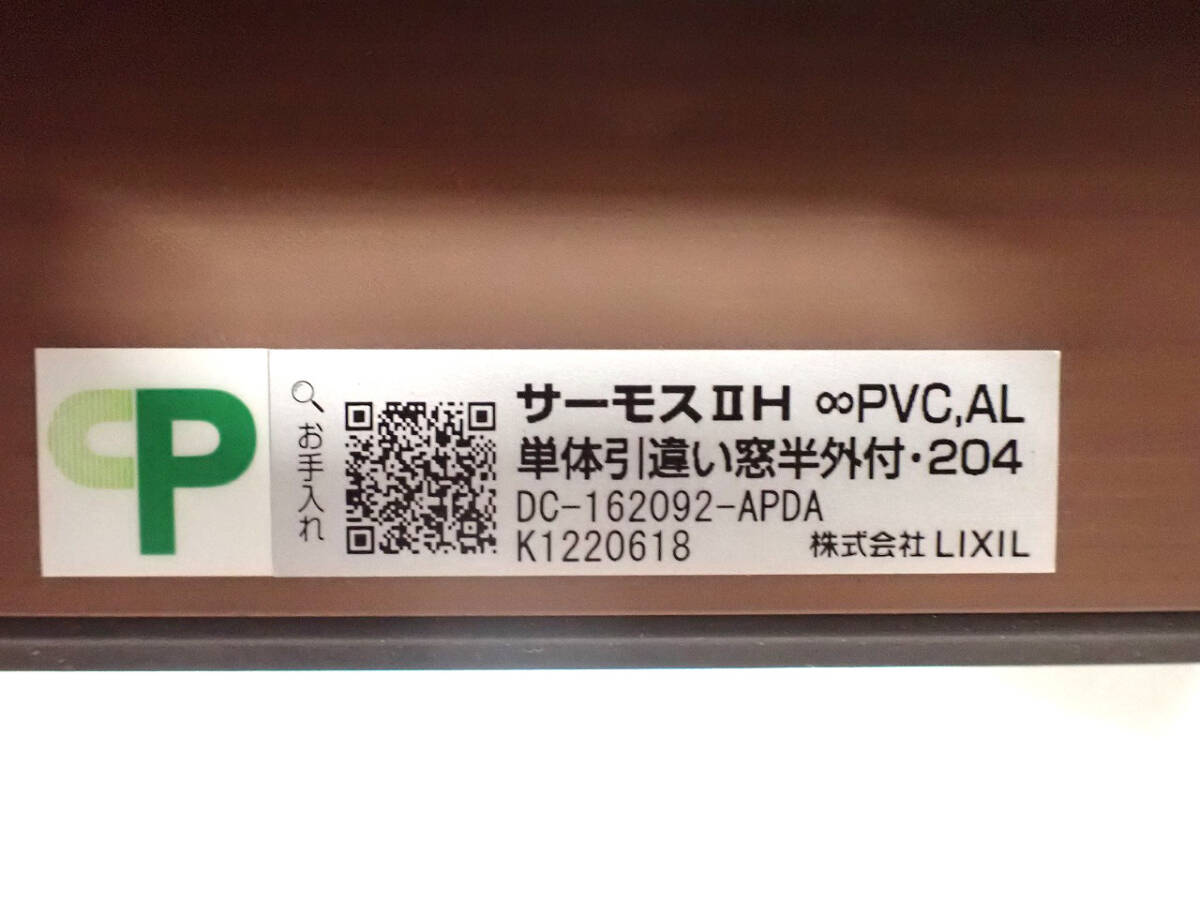 CP
お手入れ
サーモスⅡH ∞PVC,AL
単体引違い窓半外付・204
DC-162092-APDA
K1220618 株式会社 LIXIL